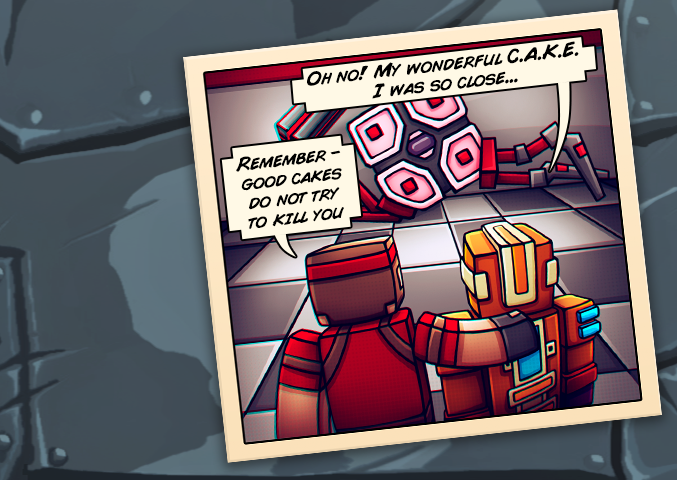 OH NO! MY WONDERFUL C.A.K.E.
I WAS SO CLOSE...
REMEMBER -
GOOD CAKES
DO NOT TRY
TO KILL YOU